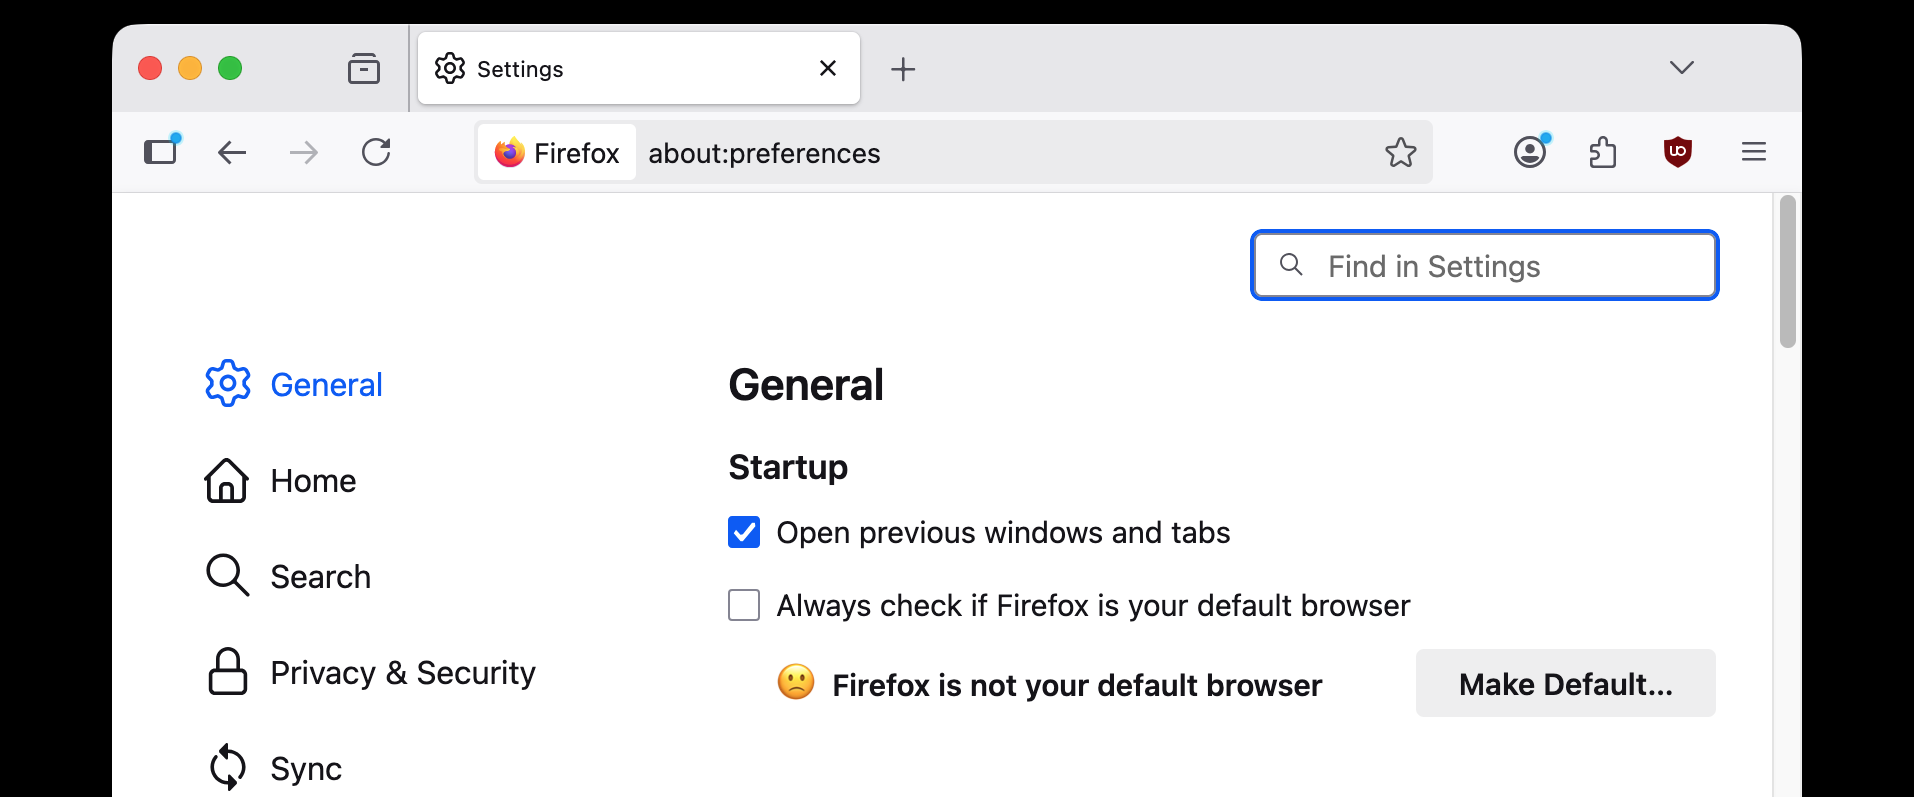 Settings
Firefox about:preferences
Find in Settings
General
Home
Search
Privacy & Security
Sync
General
Startup
Open previous windows and tabs
Always check if Firefox is your default browser
🙁 Firefox is not your default browser
Make Default...